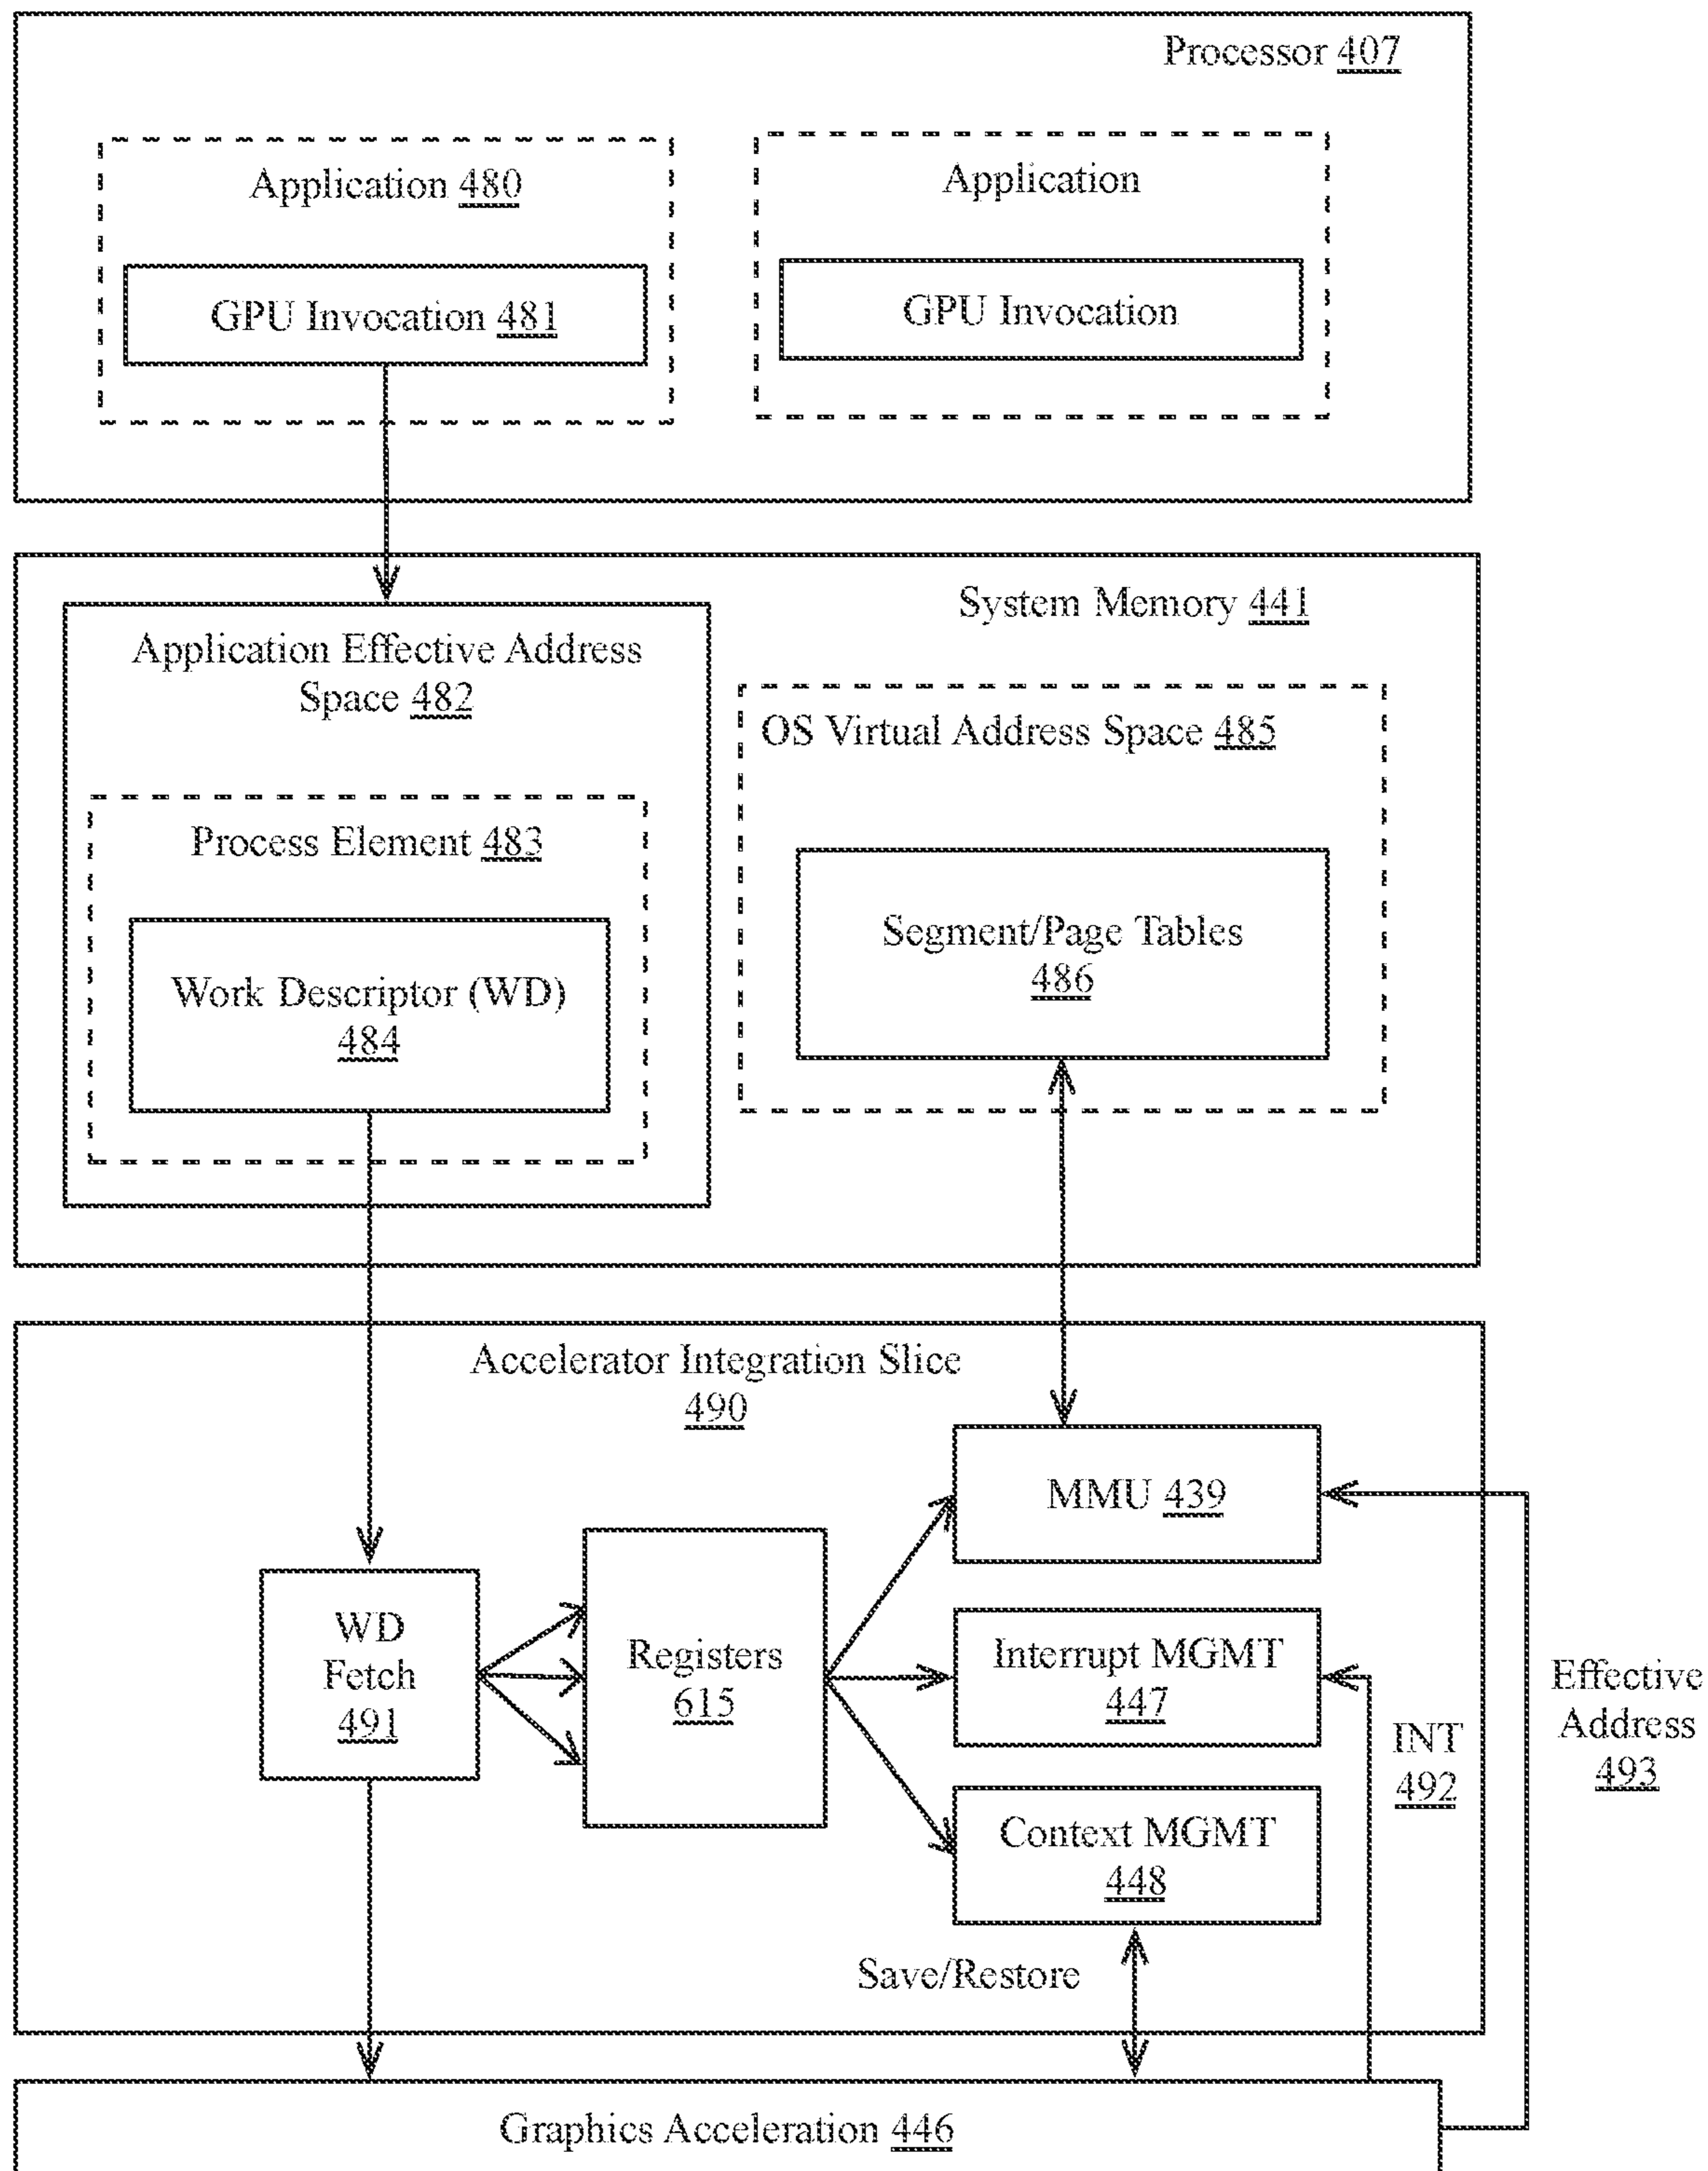 Processor 407
Application 480
Application
GPU Invocation 481
GPU Invocation
System Memory 441
Application Effective Address
Space 482
OS Virtual Address Space 485
Process Element 483
Segment/Page Tables
486
Work Descriptor (WD)
484
Accelerator Integration Slice
490
MMU 439
WD
Fetch
491
Registers
615
Interrupt MGMT
447
Effective
Address
493
INT
492
Context MGMT
448
Save/Restore
Graphics Acceleration 446